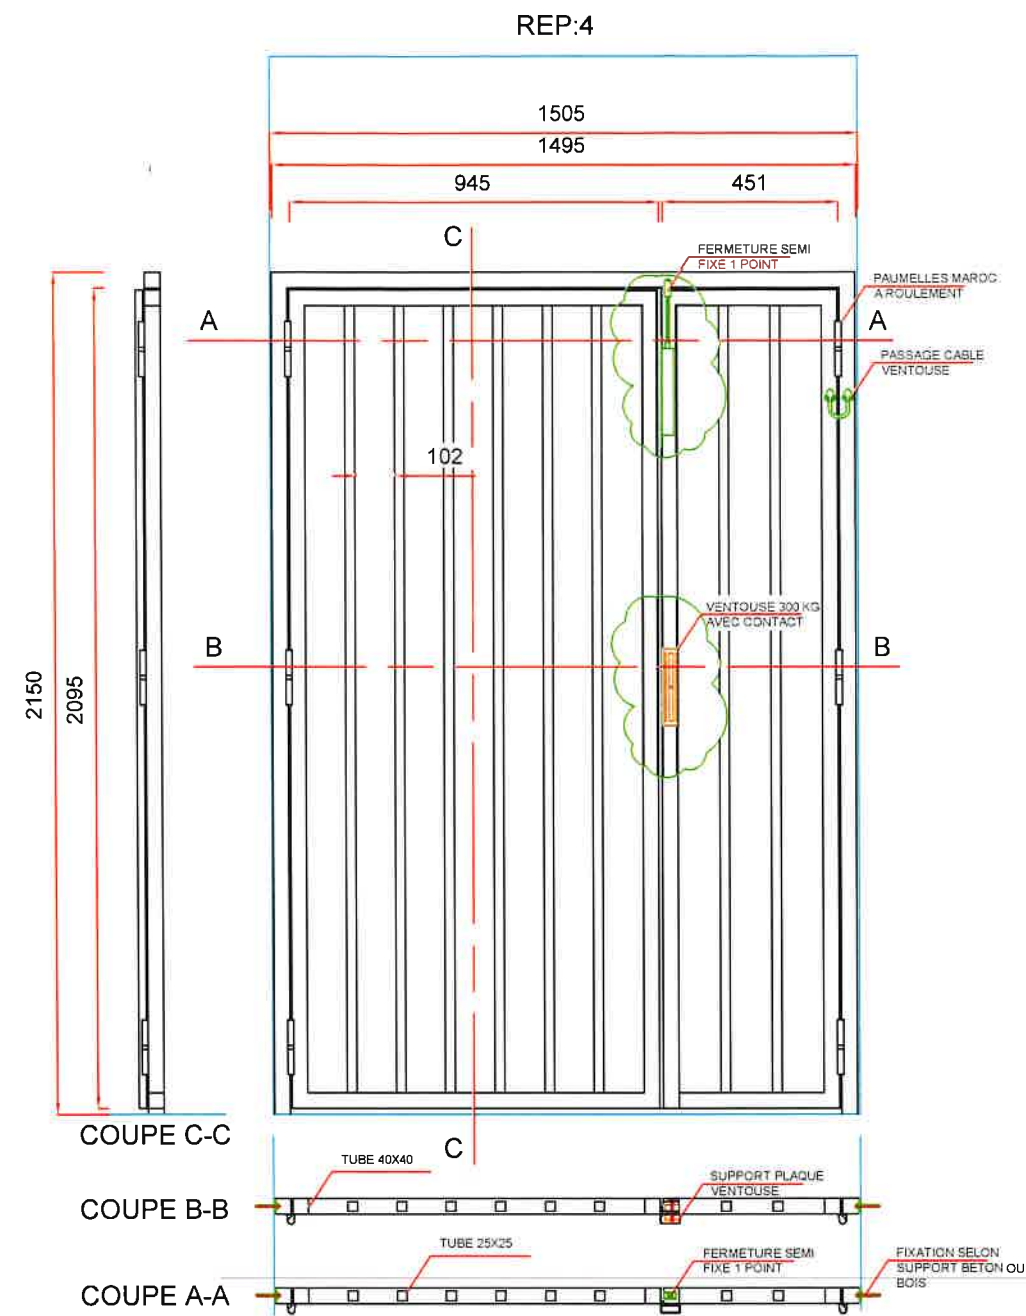 REP:4
1505
1495
945
451
C
FERMETURE SEMI
FIXE 1 POINT
PAUMELLES MAROC
A ROULEMENT
A
A
PASSAGE CABLE
VENTOUSE
102
VENTOUSE 300 KG
AVEC CONTACT
B
B
2150
2095
COUPE C-C
C
TUBE 40X40
SUPPORT PLAQUE
VENTOUSE
COUPE B-B
TUBE 25X25
FERMETURE SEMI
FIXE 1 POINT
FIXATION SELON
SUPPORT BETON OU
BOIS
COUPE A-A